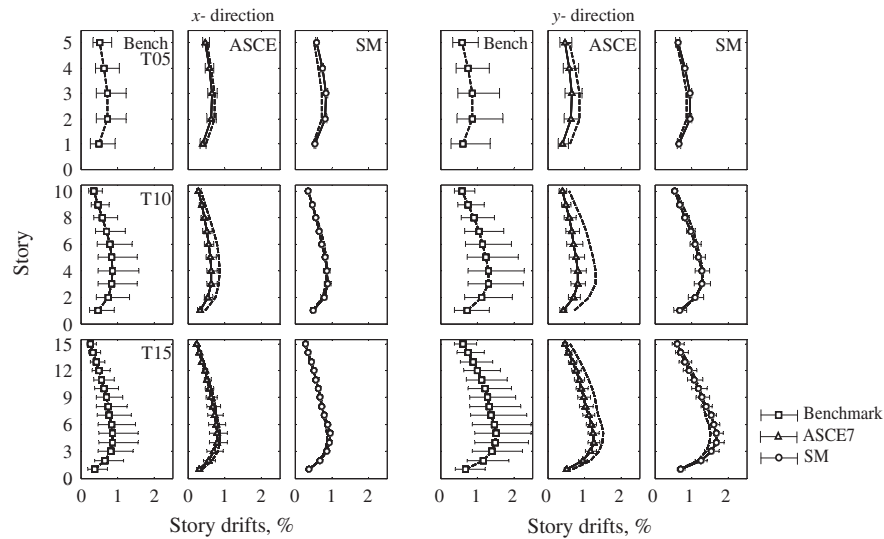 x- direction
y- direction
Bench
T05
ASCE
SM
Bench
ASCE
SM
5
4
3
2
1
0
T10
10
8
6
4
2
0
Story
T15
15
12
9
6
3
0
0 1 2
0 1 2
0 1 2
0 1 2
0 1 2
0 1 2
Story drifts, %
Story drifts, %
Benchmark
ASCE7
SM